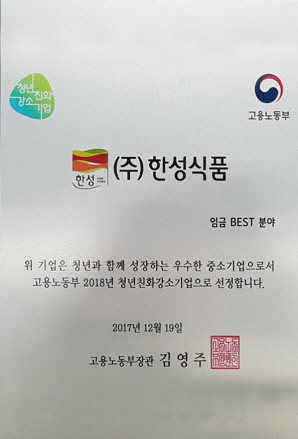 청년
친화
강소
기업
고용노동부
한성
(주) 한성식품
임금 BEST 분야
위 기업은 청년과 함께 성장하는 우수한 중소기업으로서
고용노동부 2018년 청년친화강소기업으로 선정합니다.
2017년 12월 19일
고용노동부장관 김영주